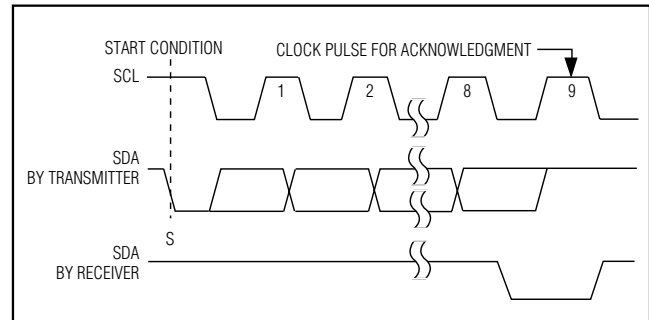 START CONDITION
CLOCK PULSE FOR ACKNOWLEDGMENT
SCL
1
2
8
9
SDA
BY TRANSMITTER
S
SDA
BY RECEIVER